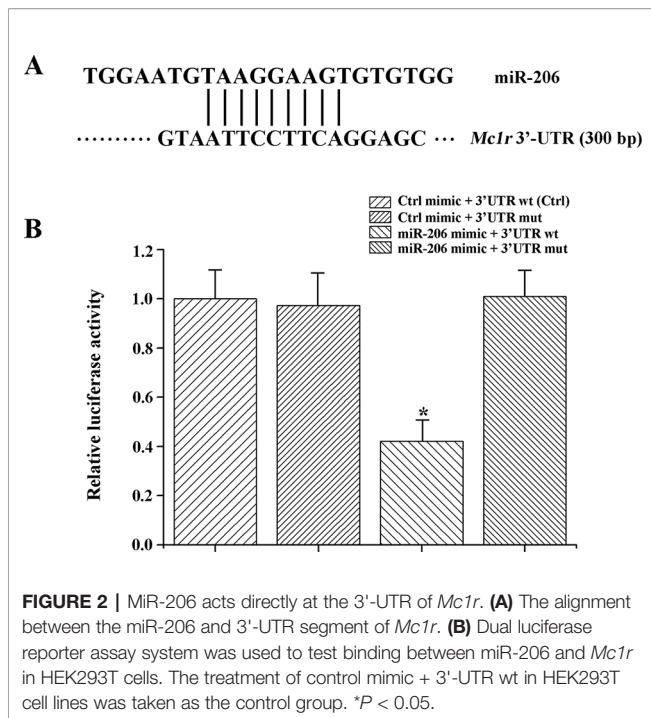 A
TGGAATGTAAGGAAGTGTGTGG miR-206
·········· GTAATTCCTTCAGGAGC ··· Mc1r 3'-UTR (300 bp)
B
Ctrl mimic + 3'UTR wt (Ctrl)
Ctrl mimic + 3'UTR mut
miR-206 mimic + 3'UTR wt
miR-206 mimic + 3'UTR mut
Relative luciferase activity
1.2
1.0
0.8
0.6
0.4
0.2
0.0
*
FIGURE 2 | MiR-206 acts directly at the 3'-UTR of Mc1r. (A) The alignment
between the miR-206 and 3'-UTR segment of Mc1r. (B) Dual luciferase
reporter assay system was used to test binding between miR-206 and Mc1r
in HEK293T cells. The treatment of control mimic + 3'-UTR wt in HEK293T
cell lines was taken as the control group. *P < 0.05.